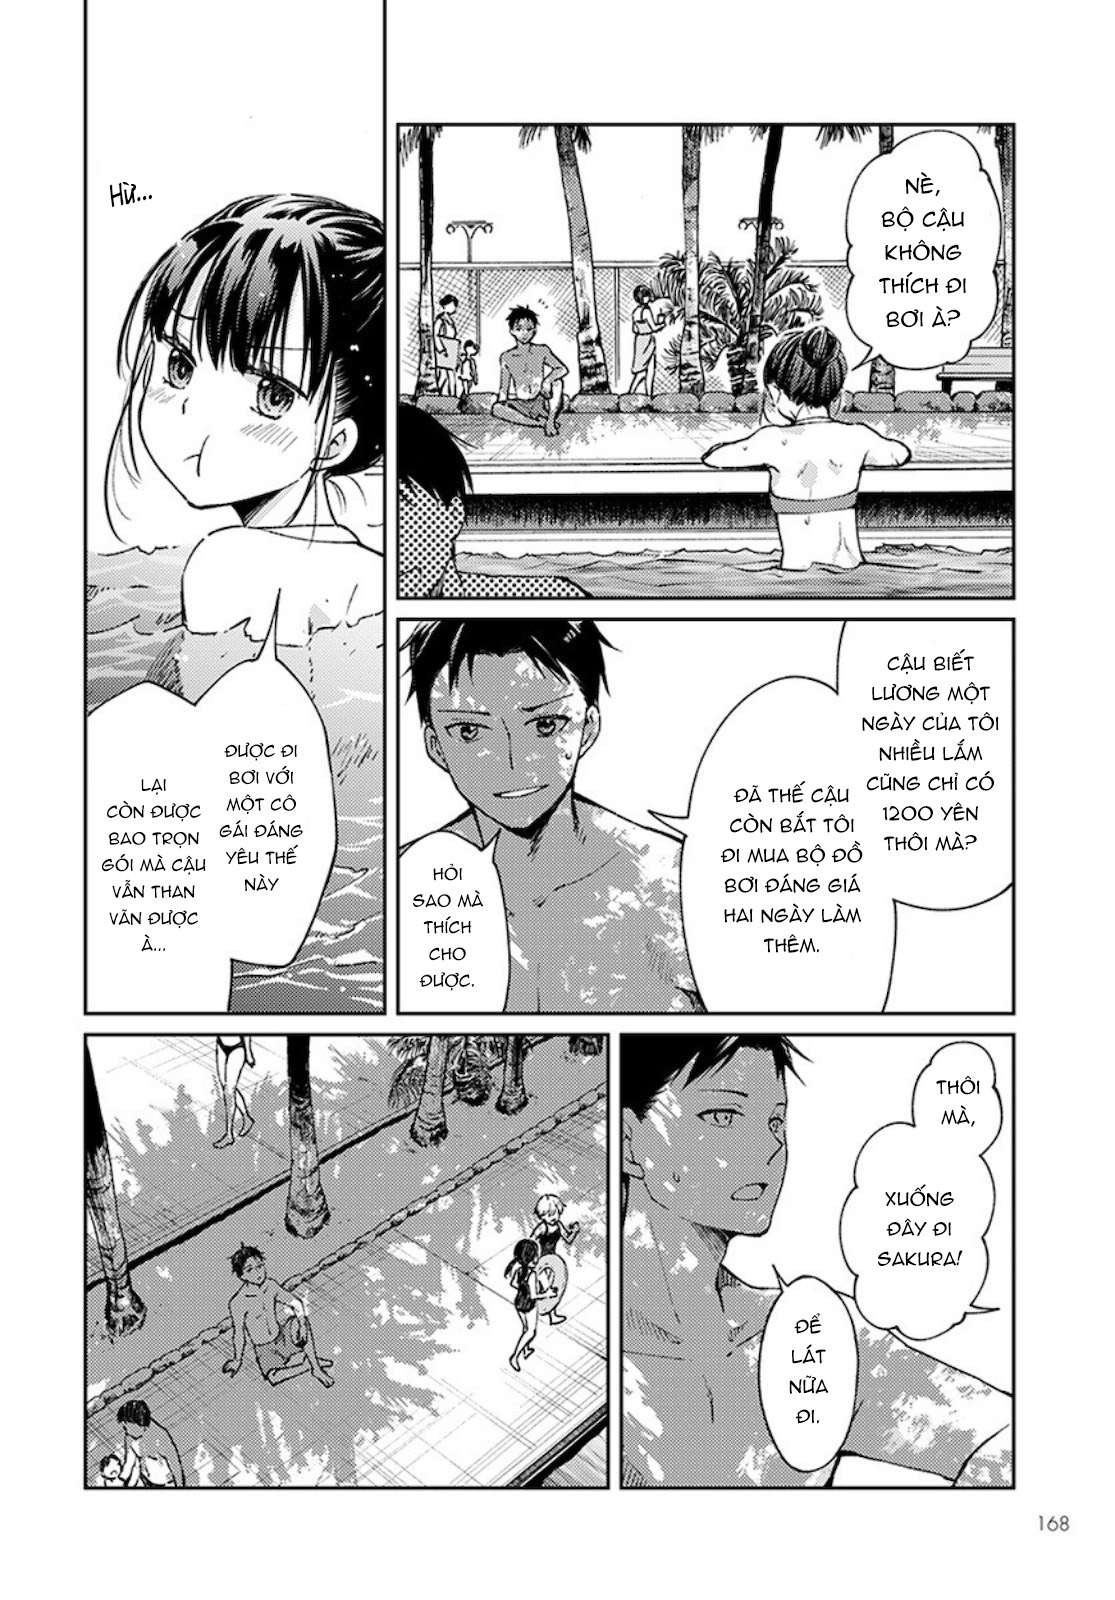 NÈ,
BỘ CẬU
KHÔNG
THÍCH ĐI
BƠI À?
CẬU BIẾT
LƯƠNG MỘT
NGÀY CỦA TÔI
NHIỀU LẮM
CŨNG CHỈ CÓ
1200 YÊN
THÔI MÀ?
ĐÃ THẾ CẬU
CÒN BẮT TÔI
ĐI MUA BỘ ĐỒ
BƠI ĐÁNG GIÁ
HAI NGÀY LÀM
THÊM.
HỎI
SAO MÀ
THÍCH
CHO
ĐƯỢC.
HỪ...
ĐƯỢC ĐI
BƠI VỚI
MỘT CÔ
GÁI ĐÁNG
YÊU THẾ
NÀY
LẠI
CÒN ĐƯỢC
BAO TRỌN
GÓI MÀ CẬU
VẪN THAN
VĂN ĐƯỢC
À...
THÔI
MÀ,
XUỐNG
ĐÂY ĐI
SAKURA!
ĐỂ
LÁT
NỮA
ĐI.
168